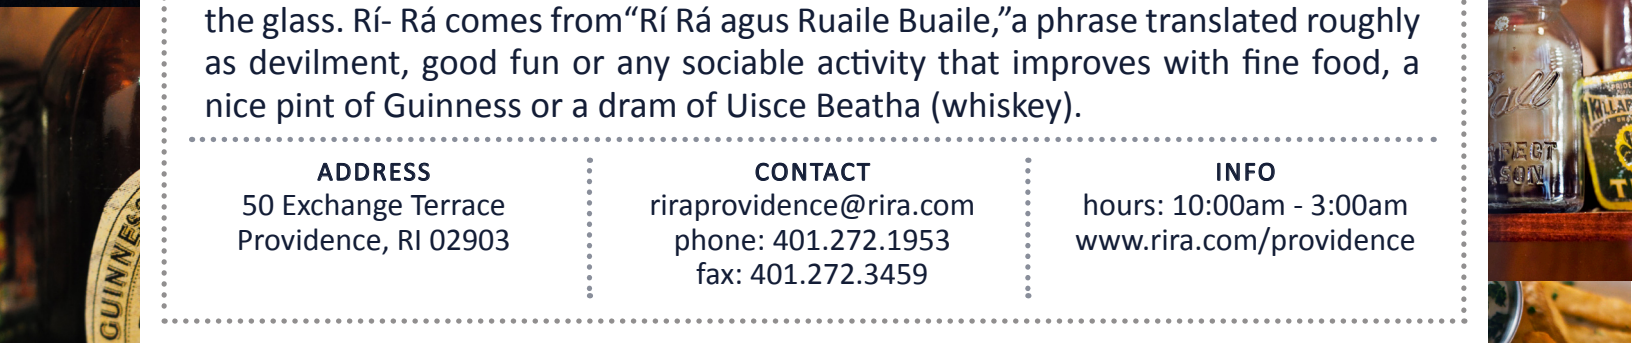 the glass. Rí- Rá comes from“Rí Rá agus Ruaile Buaile,”a phrase translated roughly
as devilment, good fun or any sociable activity that improves with fine food, a
nice pint of Guinness or a dram of Uisce Beatha (whiskey).
ADDRESS
50 Exchange Terrace
Providence, RI 02903
CONTACT
riraprovidence@rira.com
phone: 401.272.1953
fax: 401.272.3459
INFO
hours: 10:00am - 3:00am
www.rira.com/providence
GUINNESS